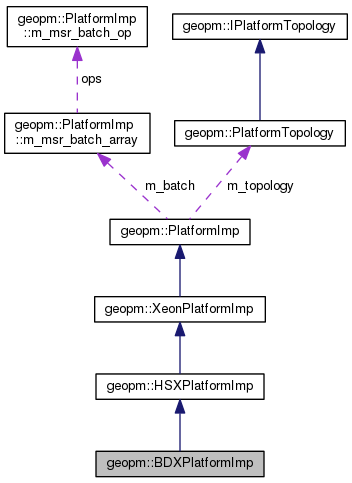 geopm::PlatformImp
::m_msr_batch_op
geopm::IPlatformTopology
ops
geopm::PlatformImp
::m_msr_batch_array
geopm::PlatformTopology
m_batch
m_topology
geopm::PlatformImp
geopm::XeonPlatformImp
geopm::HSXPlatformImp
geopm::BDXPlatformImp